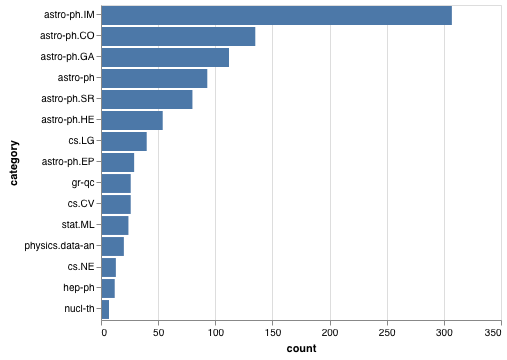 astro-ph.IM
astro-ph.CO
astro-ph.GA
astro-ph
astro-ph.SR
astro-ph.HE
cs.LG
astro-ph.EP
gr-qc
cs.CV
stat.ML
physics.data-an
cs.NE
hep-ph
nucl-th
category
0 50 100 150 200 250 300 350
count